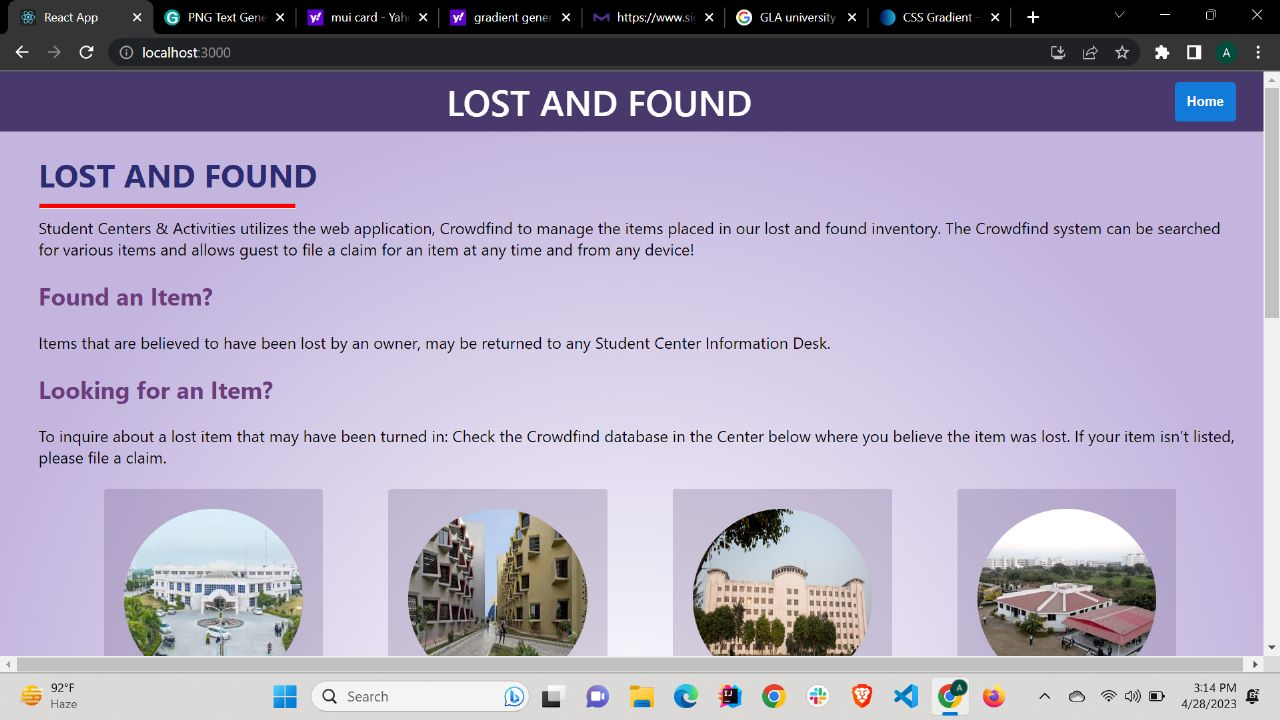 React App
PNG Text Gene
mui card - Yah
gradient gene
https://www.si
GLA university
CSS Gradient –
localhost:3000
A
LOST AND FOUND
Home
LOST AND FOUND
Student Centers & Activities utilizes the web application, Crowdfind to manage the items placed in our lost and found inventory. The Crowdfind system can be searched
for various items and allows guest to file a claim for an item at any time and from any device!
Found an Item?
Items that are believed to have been lost by an owner, may be returned to any Student Center Information Desk.
Looking for an Item?
To inquire about a lost item that may have been turned in: Check the Crowdfind database in the Center below where you believe the item was lost. If your item isn't listed,
please file a claim.
92°F
Haze
Search
A
3:14 PM
4/28/2023